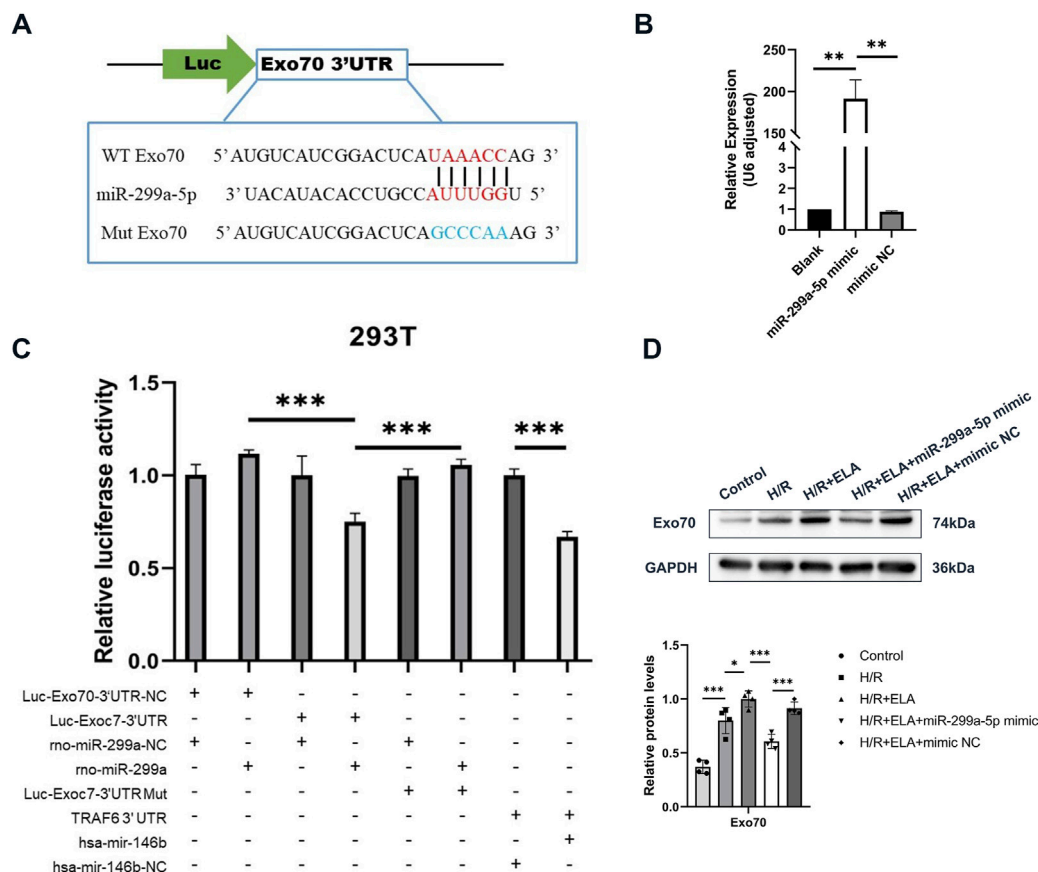 A
Luc
Exo70 3'UTR
WT Exo70 5'AUGUCAUCGGACUCAUAAACCAG 3'
miR-299a-5p 3'UACAUACACCUGCCAUUUGGU 5'
Mut Exo70 5'AUGUCAUCGGACUCAGCCCAAAG 3'
B
Relative Expression
(U6 adjusted)
250
200
150
4
3
2
1
0
**
**
Blank
miR-299a-5p mimic
mimic NC
C
293T
Relative luciferase activity
1.5
1.0
0.5
0.0
***
***
***
Luc-Exo70-3'UTR-NC + + - - - - - -
Luc-Exoc7-3'UTR - - + + - - - -
rno-miR-299a-NC + - + - + - - -
rno-miR-299a - + - + - + - -
Luc-Exoc7-3'UTRMut - - - - + + - -
TRAF6 3' UTR - - - - - - + +
hsa-mir-146b - - - - - - - +
hsa-mir-146b-NC - - - - - - + -
D
Control
H/R
H/R+ELA
H/R+ELA+miR-299a-5p mimic
H/R+ELA+mimic NC
Exo70 74kDa
GAPDH 36kDa
Relative protein levels
1.5
1.0
0.5
0.0
***
*
***
***
Exo70
Control
H/R
H/R+ELA
H/R+ELA+miR-299a-5p mimic
H/R+ELA+mimic NC